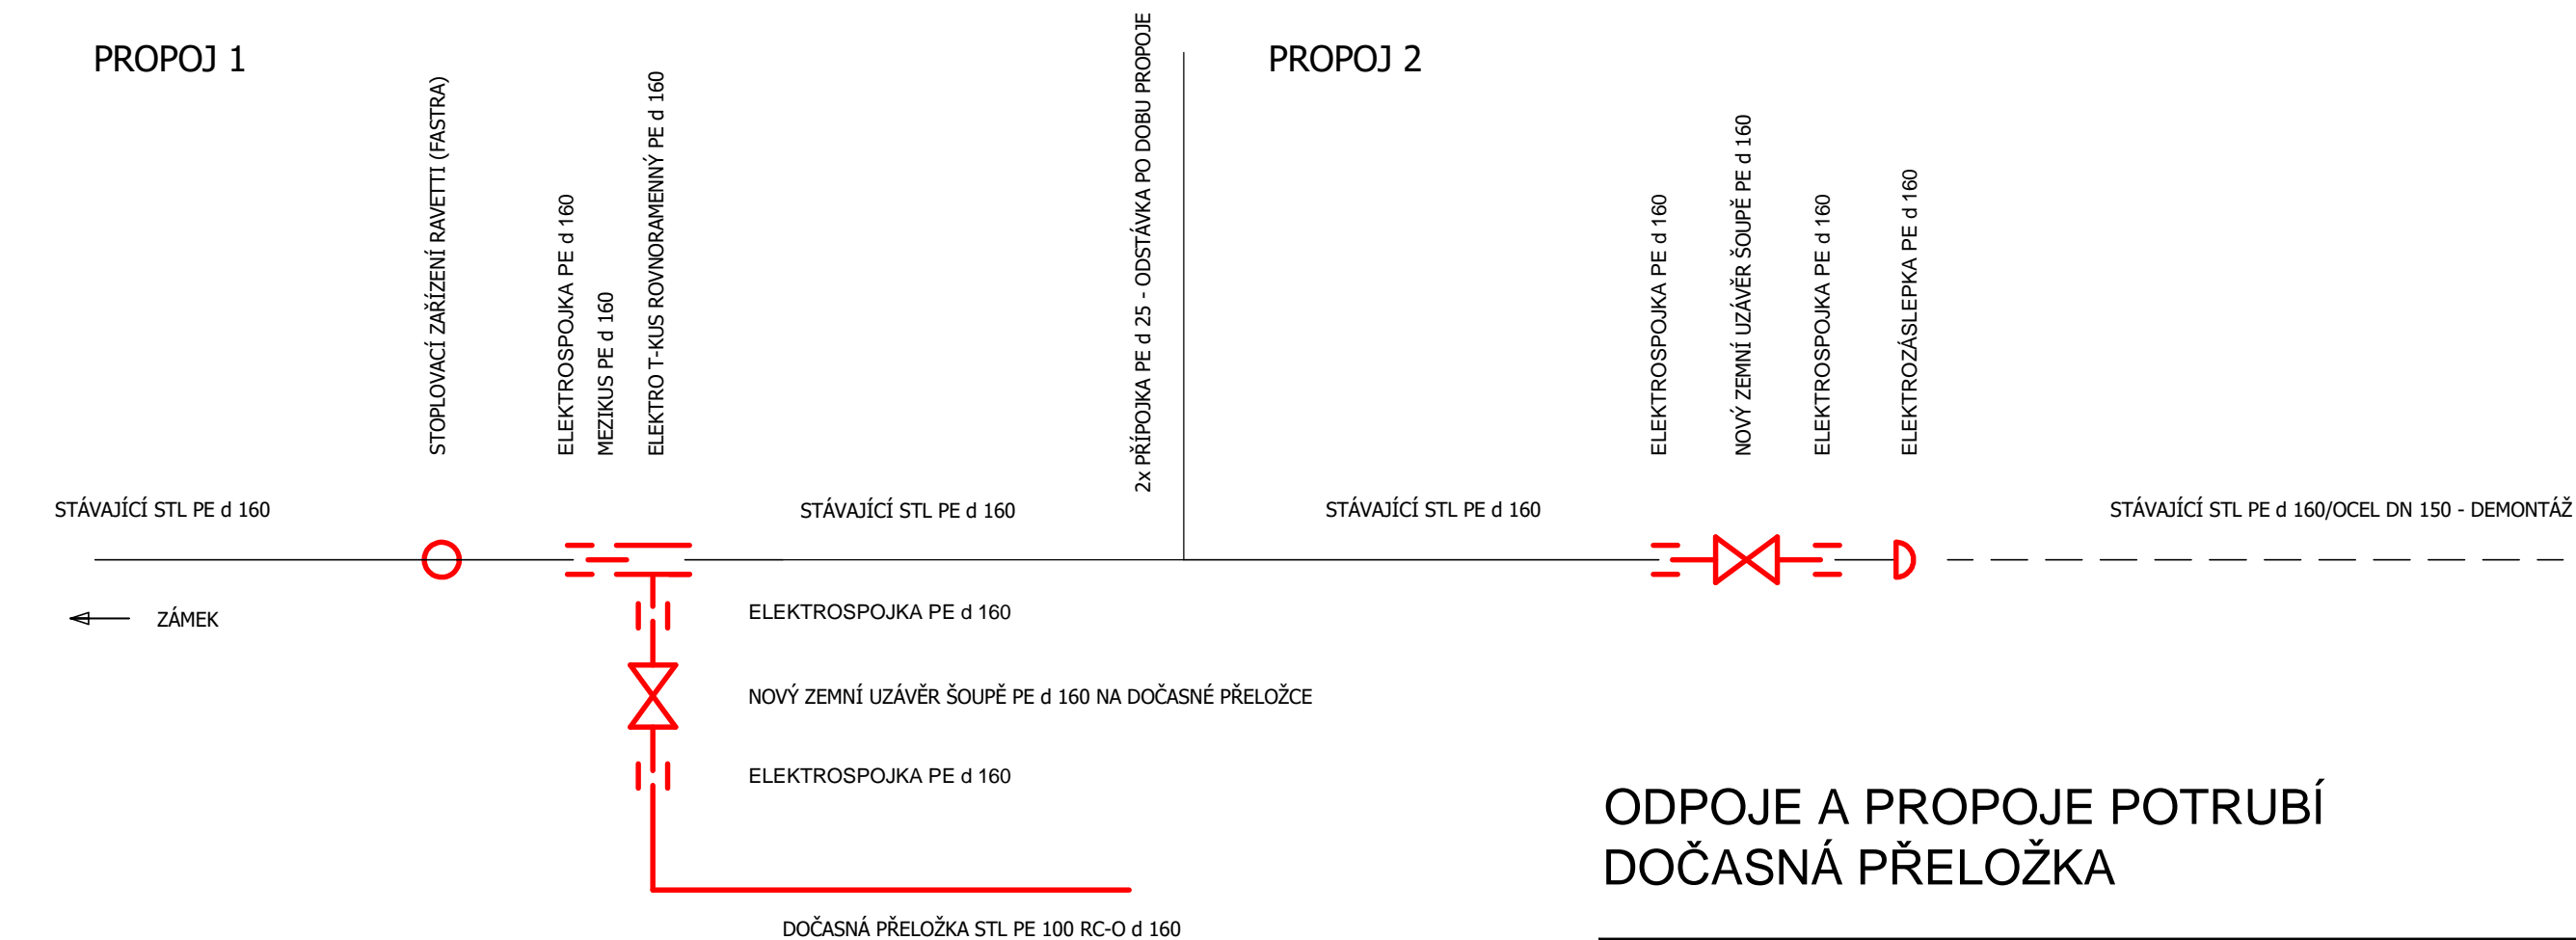 PROPOJ 1
PROPOJ 2
STOPLOVACÍ ZAŘÍZENÍ RAVETTI (FASTRA)
ELEKTROSPOJKA PE d 160
MEZIKUS PE d 160
ELEKTRO T-KUS ROVNORAMENNÝ PE d 160
2x PŘÍPOJKA PE d 25 - ODSTÁVKA PO DOBU PROPOJE
ELEKTROSPOJKA PE d 160
NOVÝ ZEMNÍ UZÁVĚR ŠOUPĚ PE d 160
ELEKTROSPOJKA PE d 160
ELEKTROZÁSLEPKA PE d 160
STÁVAJÍCÍ STL PE d 160
STÁVAJÍCÍ STL PE d 160
STÁVAJÍCÍ STL PE d 160
STÁVAJÍCÍ STL PE d 160/OCEL DN 150 - DEMONTÁŽ
ZÁMEK
ELEKTROSPOJKA PE d 160
NOVÝ ZEMNÍ UZÁVĚR ŠOUPĚ PE d 160 NA DOČASNÉ PŘELOŽCE
ELEKTROSPOJKA PE d 160
ODPOJE A PROPOJE POTRUBÍ
DOČASNÁ PŘELOŽKA
DOČASNÁ PŘELOŽKA STL PE 100 RC-O d 160